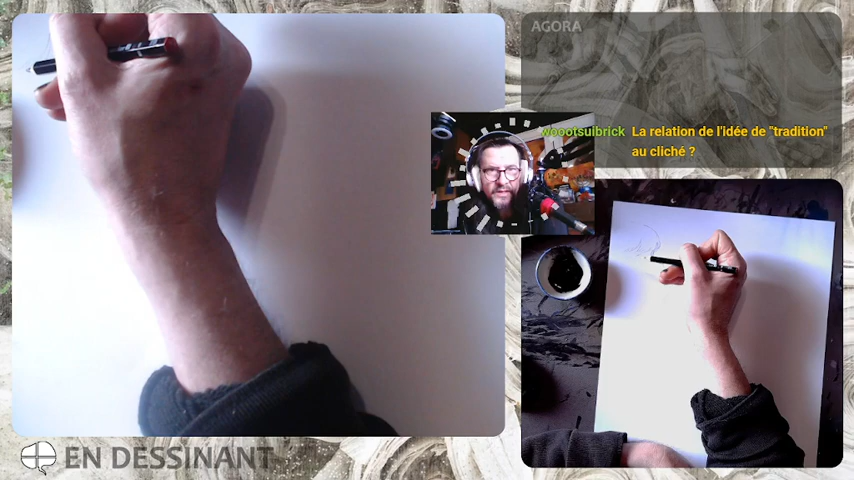 AGORA
woootsuibrick La relation de l'idée de "tradition"
au cliché ?
EN DESSINANT